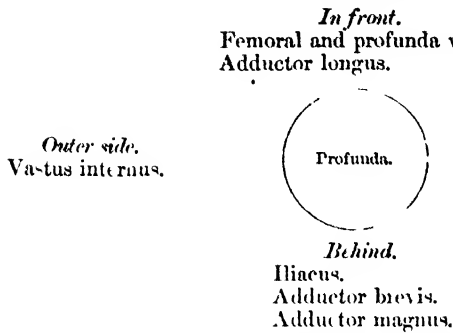 In front.
Femoral and profunda
Adductor longus.
Outer side.
Vastus internus.
Profunda.
Behind.
Iliacus.
Adductor brevis.
Adductor magnus.